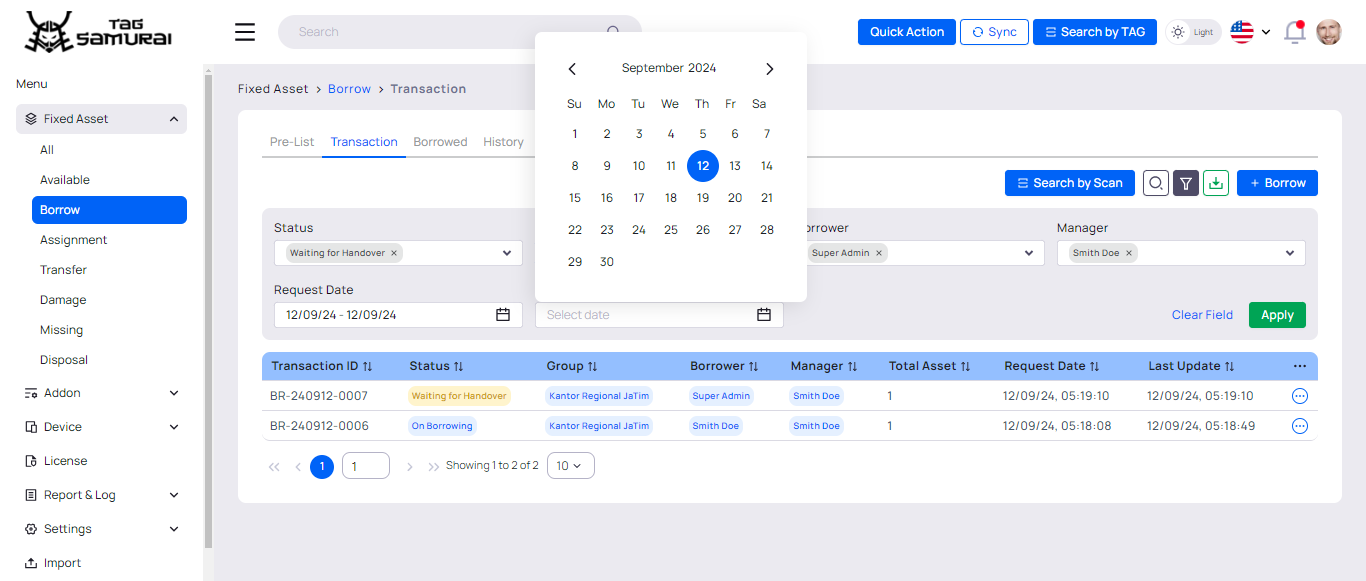 TAG SAMURAI
Search
Quick Action
Sync
Search by TAG
Light
Menu
Fixed Asset
All
Available
Borrow
Assignment
Transfer
Damage
Missing
Disposal
Addon
Device
License
Report & Log
Settings
Import
Fixed Asset > Borrow > Transaction
Pre-List Transaction Borrowed History
September 2024
Su Mo Tu We Th Fr Sa
1 2 3 4 5 6 7
8 9 10 11 12 13 14
15 16 17 18 19 20 21
22 23 24 25 26 27 28
29 30
Search by Scan
+ Borrow
Status
Waiting for Handover ×
orrower
Super Admin ×
Manager
Smith Doe ×
Request Date
12/09/24 - 12/09/24
Select date
Clear Field
Apply
Transaction ID Status Group Borrower Manager Total Asset Request Date Last Update ...
BR-240912-0007 Waiting for Handover Kantor Regional JaTim Super Admin Smith Doe 1 12/09/24, 05:19:10 12/09/24, 05:19:10
BR-240912-0006 On Borrowing Kantor Regional JaTim Smith Doe Smith Doe 1 12/09/24, 05:18:08 12/09/24, 05:18:49
<< < 1 1 > >> Showing 1 to 2 of 2 10